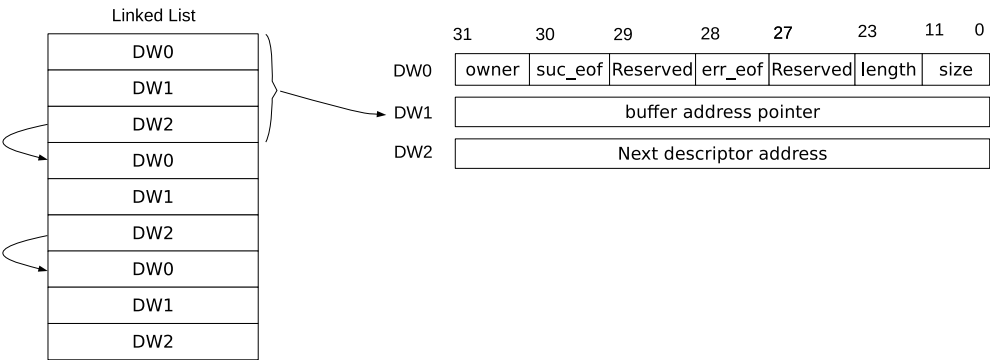 Linked List
DW0
DW1
DW2
DW0
DW1
DW2
DW0
DW1
DW2
31 30 29 28 27 23 11 0
DW0 owner suc_eof Reserved err_eof Reserved length size
DW1 buffer address pointer
DW2 Next descriptor address